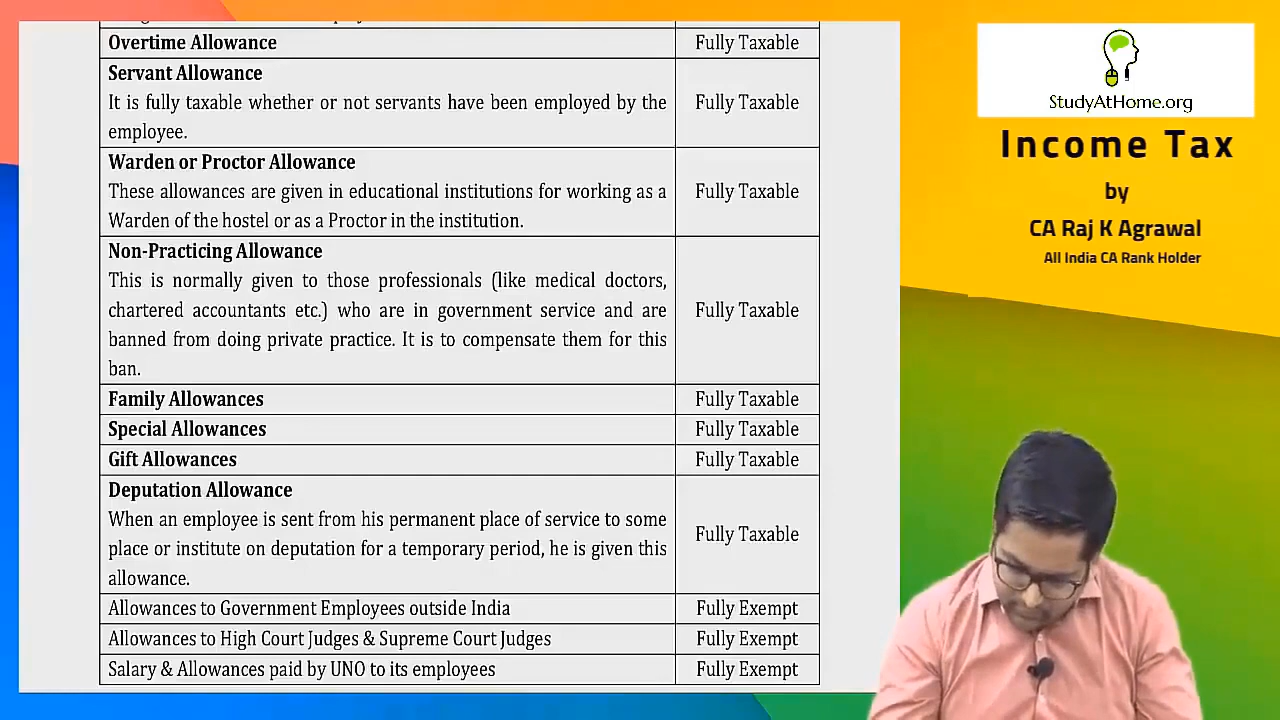 Overtime Allowance Fully Taxable
Servant Allowance
It is fully taxable whether or not servants have been employed by the Fully Taxable
employee.
Warden or Proctor Allowance
These allowances are given in educational institutions for working as a Fully Taxable
Warden of the hostel or as a Proctor in the institution.
Non-Practicing Allowance
This is normally given to those professionals (like medical doctors,
chartered accountants etc.) who are in government service and are Fully Taxable
banned from doing private practice. It is to compensate them for this
ban.
Family Allowances Fully Taxable
Special Allowances Fully Taxable
Gift Allowances Fully Taxable
Deputation Allowance
When an employee is sent from his permanent place of service to some
place or institute on deputation for a temporary period, he is given this Fully Taxable
allowance.
Allowances to Government Employees outside India Fully Exempt
Allowances to High Court Judges & Supreme Court Judges Fully Exempt
Salary & Allowances paid by UNO to its employees Fully Exempt
StudyAtHome.org
Income Tax
by
CA Raj K Agrawal
All India CA Rank Holder